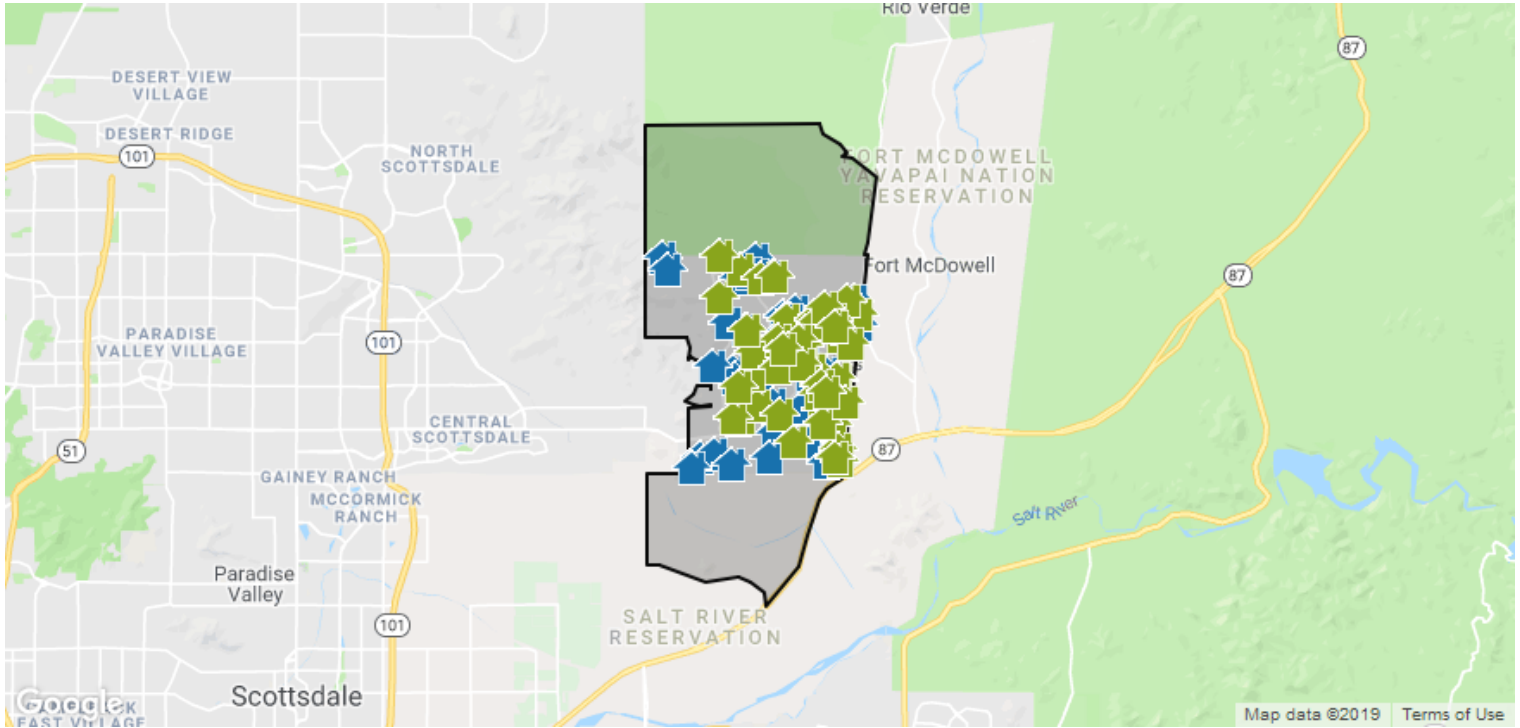 Rio Verde
87
DESERT VIEW
VILLAGE
DESERT RIDGE
101
NORTH
SCOTTSDALE
FORT MCDOWELL
YAVAPAI NATION
RESERVATION
Fort McDowell
87
PARADISE
VALLEY VILLAGE
101
CENTRAL
SCOTTSDALE
51
87
GAINEY RANCH
MCCORMICK
RANCH
Salt River
Paradise
Valley
SALT RIVER
RESERVATION
101
Scottsdale
Google
EAST VILLAGE
Map data ©2019
Terms of Use